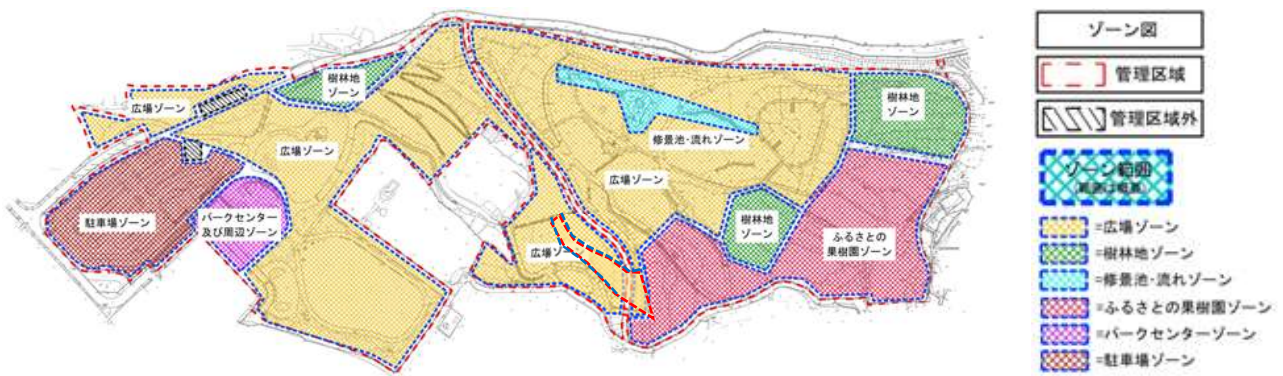 樹林地
ゾーン
広場ゾーン
広場ゾーン
修景池・流れゾーン
樹林地
ゾーン
広場ゾーン
駐車場ゾーン
パークセンター
及び周辺ゾーン
樹林地
ゾーン
広場ゾーン
ふるさとの
果樹園ゾーン
ゾーン図
管理区域
管理区域外
ゾーン範囲
(範囲は概略)
=広場ゾーン
=樹林地ゾーン
=修景池・流れゾーン
=ふるさとの果樹園ゾーン
=パークセンターゾーン
=駐車場ゾーン